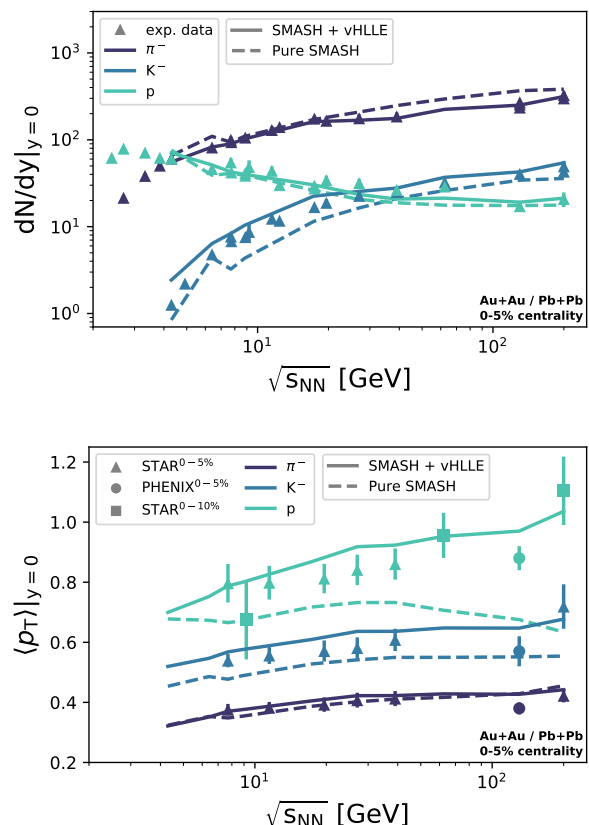 exp. data
π⁻
K⁻
p
SMASH + vHLLE
Pure SMASH
10³
10²
10¹
10⁰
dN/dy|y = 0
Au+Au / Pb+Pb
0-5% centrality
10¹ 10²
√sNN [GeV]
STAR⁰⁻⁵%
PHENIX⁰⁻⁵%
STAR⁰⁻¹⁰%
π⁻
K⁻
p
SMASH + vHLLE
Pure SMASH
1.2
1.0
0.8
0.6
0.4
0.2
⟨pT⟩|y = 0
Au+Au / Pb+Pb
0-5% centrality
10¹ 10²
√sNN [GeV]